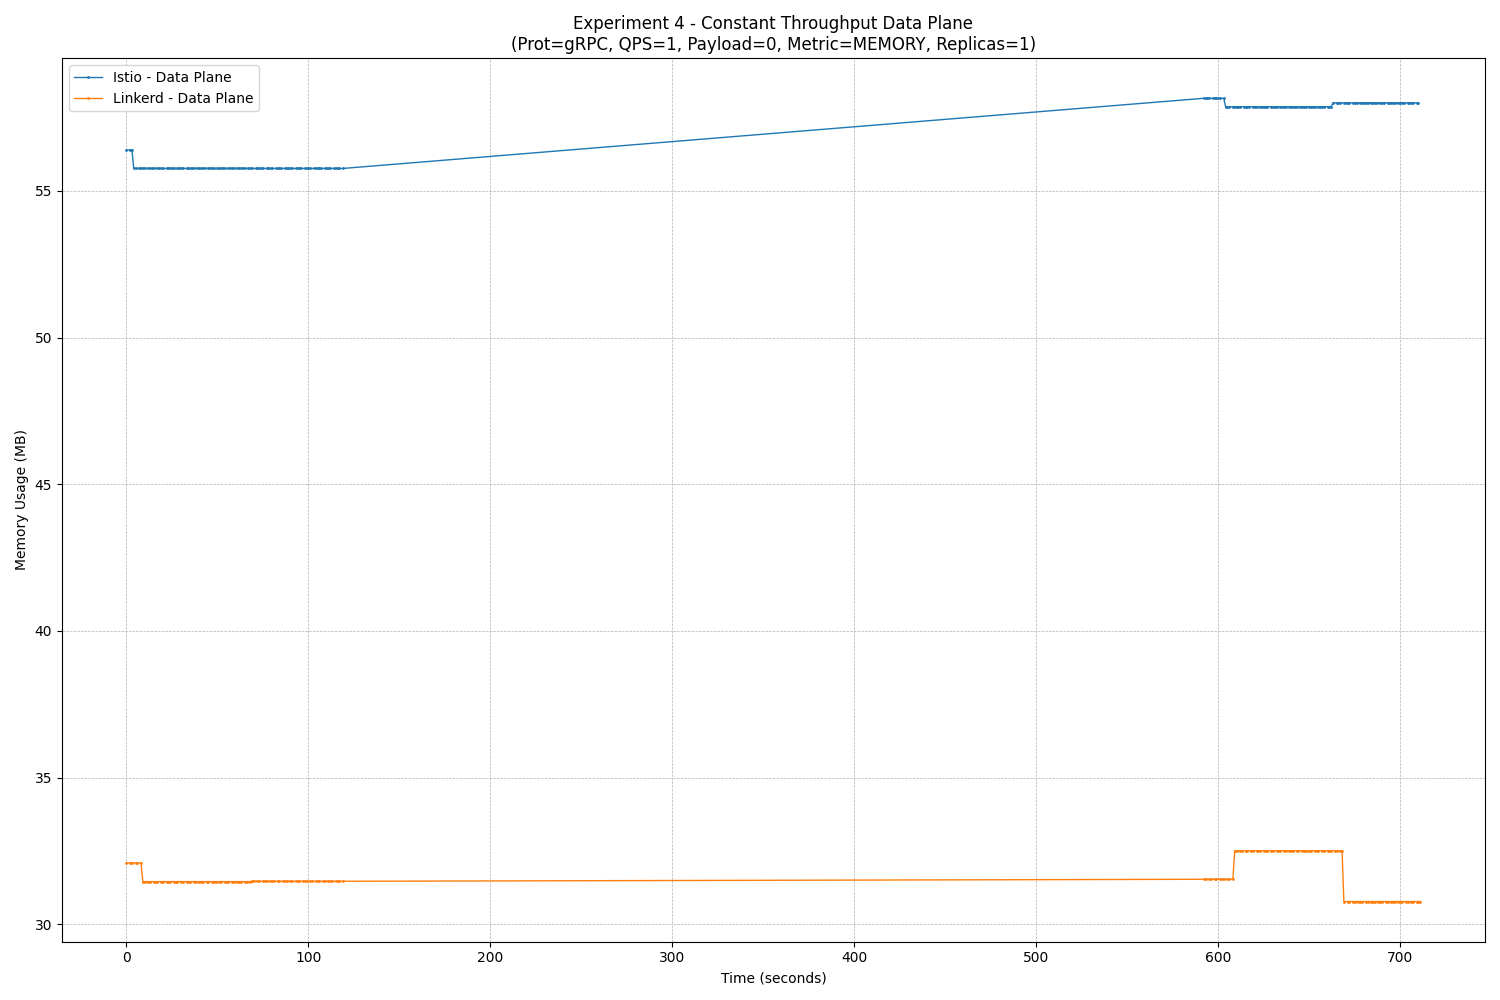 Experiment 4 - Constant Throughput Data Plane
(Prot=gRPC, QPS=1, Payload=0, Metric=MEMORY, Replicas=1)
Istio - Data Plane
Linkerd - Data Plane
Memory Usage (MB)
55
50
45
40
35
30
0
100
200
300
400
500
600
700
Time (seconds)